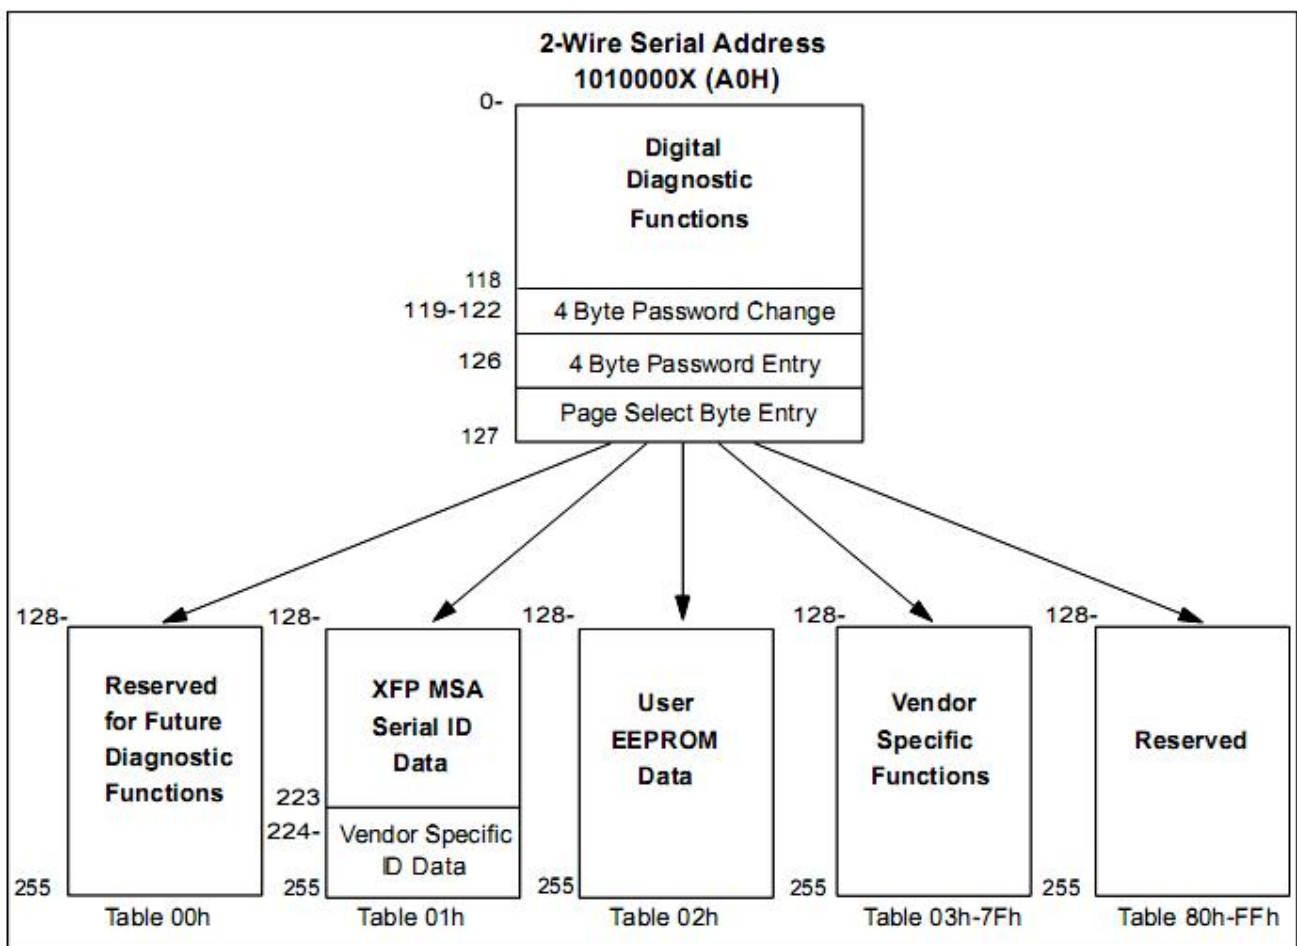 2-Wire Serial Address
1010000X (A0H)
0-
Digital
Diagnostic
Functions
118
119-122
4 Byte Password Change
126
4 Byte Password Entry
Page Select Byte Entry
127
128-
Reserved
for Future
Diagnostic
Functions
255
Table 00h
128-
XFP MSA
Serial ID
Data
223
224-
Vendor Specific
ID Data
255
Table 01h
128-
User
EEPROM
Data
255
Table 02h
128-
Vendor
Specific
Functions
255
Table 03h-7Fh
128-
Reserved
255
Table 80h-FFh